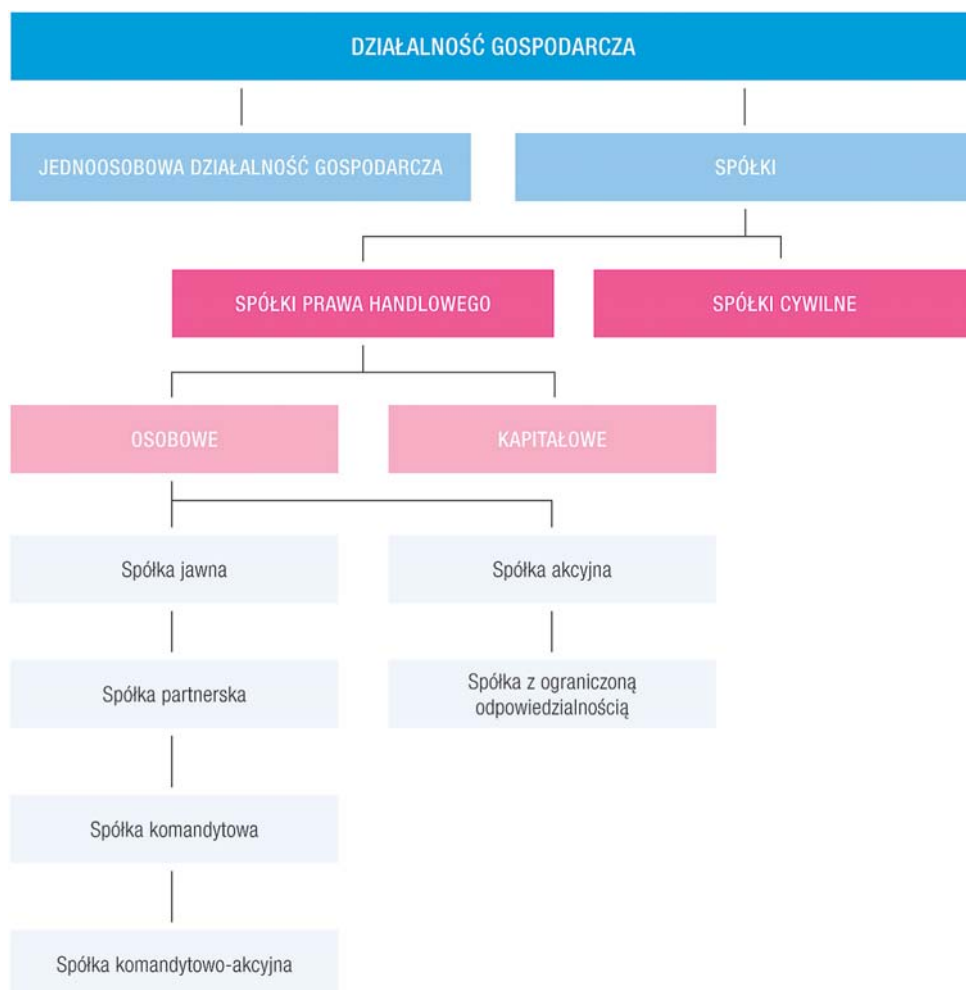 DZIAŁALNOŚĆ GOSPODARCZA
JEDNOOSOBOWA DZIAŁALNOŚĆ GOSPODARCZA
SPÓŁKI
SPÓŁKI PRAWA HANDLOWEGO
SPÓŁKI CYWILNE
OSOBOWE
KAPITAŁOWE
Spółka jawna
Spółka akcyjna
Spółka partnerska
Spółka z ograniczoną
odpowiedzialnością
Spółka komandytowa
Spółka komandytowo-akcyjna